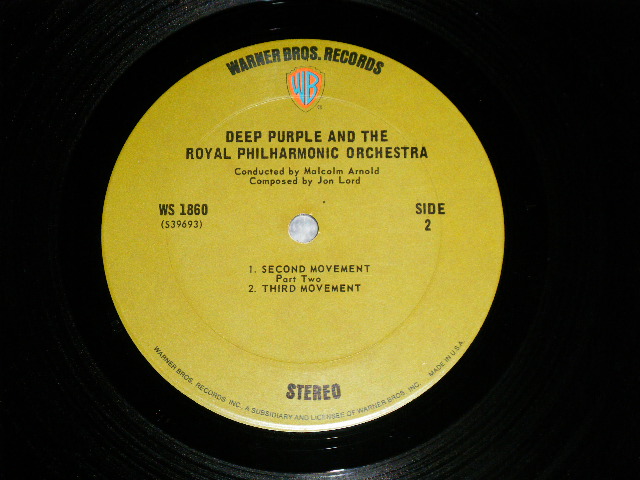 WARNER BROS. RECORDS
WB
®
DEEP PURPLE AND THE
ROYAL PHILHARMONIC ORCHESTRA
Conducted by Malcolm Arnold
Composed by Jon Lord
WS 1860
(S39693)
SIDE
2
1. SECOND MOVEMENT
Part Two
2. THIRD MOVEMENT
STEREO
WARNER BROS. RECORDS INC. A SUBSIDIARY AND LICENSEE OF WARNER BROS. INC. MADE IN U.S.A.